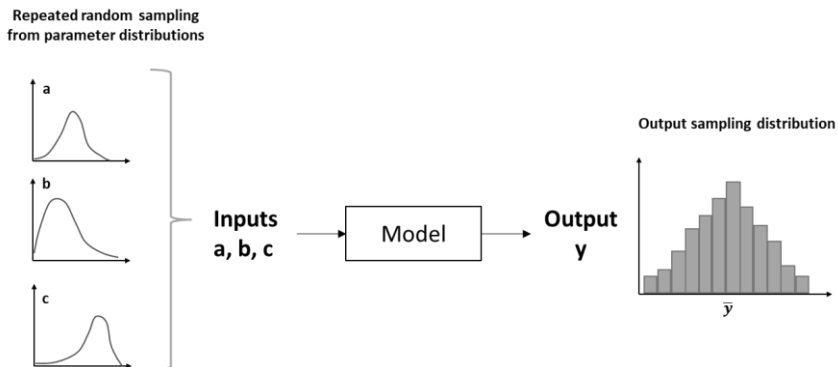 Repeated random sampling
from parameter distributions
a
b
c
Inputs
a, b, c
Model
Output
y
Output sampling distribution
y̅